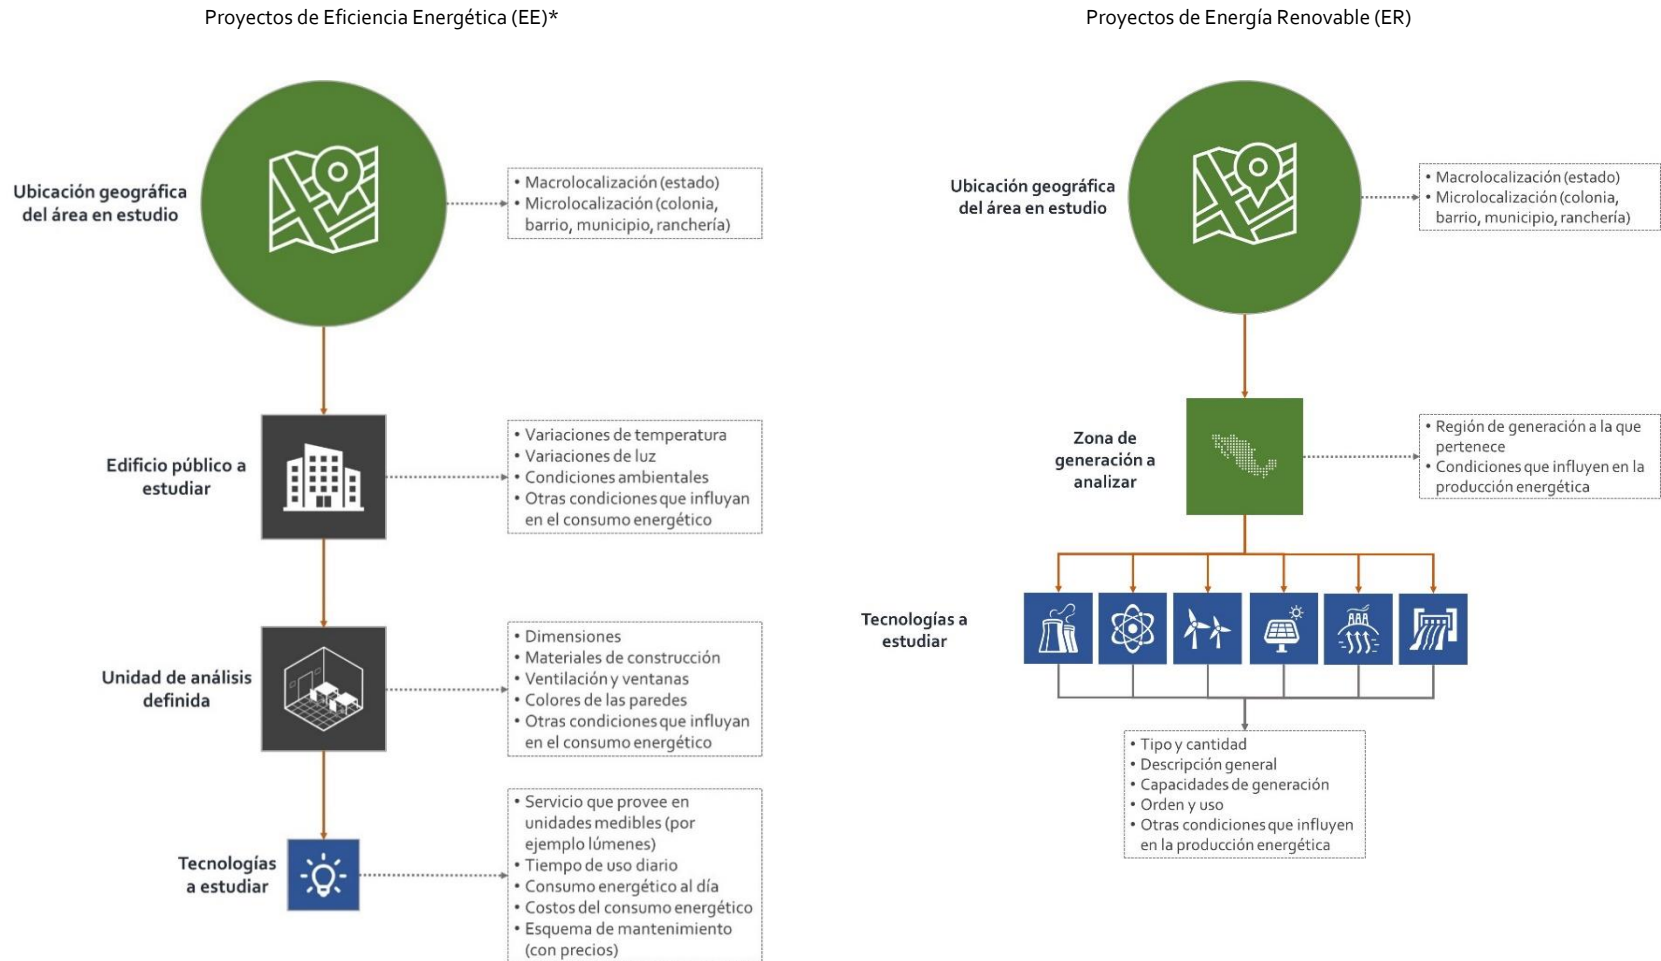 Proyectos de Eficiencia Energética (EE)*
Ubicación geográfica
del área en estudio
• Macrolocalización (estado)
• Microlocalización (colonia,
barrio, municipio, ranchería)
Edificio público a
estudiar
• Variaciones de temperatura
• Variaciones de luz
• Condiciones ambientales
• Otras condiciones que influyan
en el consumo energético
Unidad de análisis
definida
• Dimensiones
• Materiales de construcción
• Ventilación y ventanas
• Colores de las paredes
• Otras condiciones que influyan
en el consumo energético
Tecnologías
a estudiar
• Servicio que provee en
unidades medibles (por
ejemplo lúmenes)
• Tiempo de uso diario
• Consumo energético al día
• Costos del consumo energético
• Esquema de mantenimiento
(con precios)
Proyectos de Energía Renovable (ER)
Ubicación geográfica
del área en estudio
• Macrolocalización (estado)
• Microlocalización (colonia,
barrio, municipio, ranchería)
Zona de
generación a
analizar
• Región de generación a la que
pertenece
• Condiciones que influyen en la
producción energética
Tecnologías a
estudiar
• Tipo y cantidad
• Descripción general
• Capacidades de generación
• Orden y uso
• Otras condiciones que influyen
en la producción energética